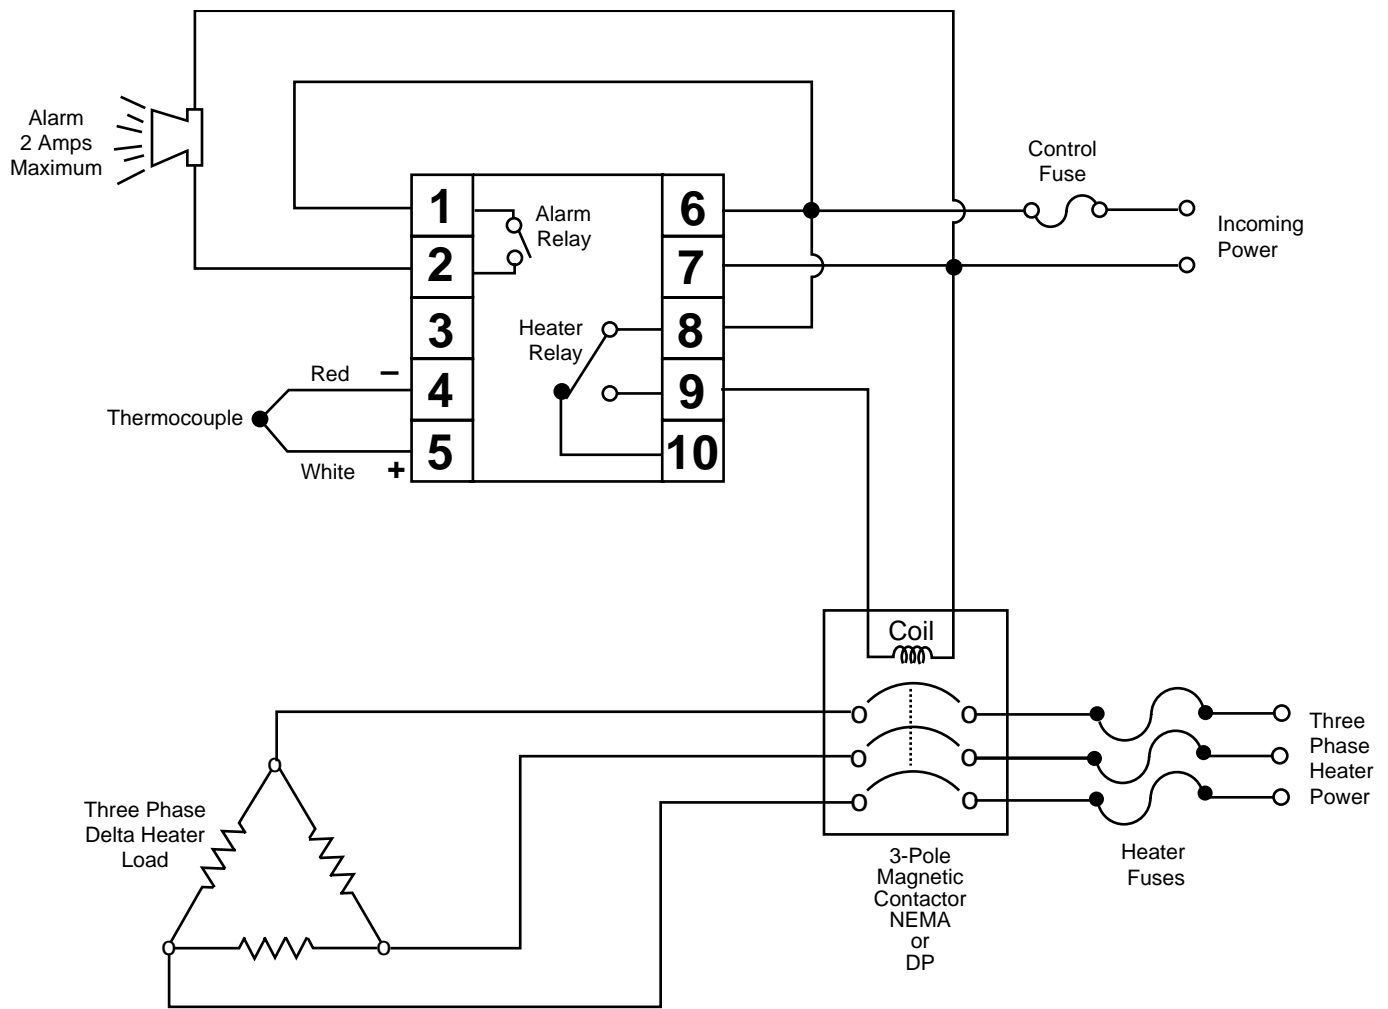 Alarm
2 Amps
Maximum
Control
Fuse
Incoming
Power
1
2
3
4
5
Alarm
Relay
Heater
Relay
6
7
8
9
10
Red –
Thermocouple
White +
Coil
Three
Phase
Heater
Power
Three Phase
Delta Heater
Load
3-Pole
Magnetic
Contactor
NEMA
or
DP
Heater
Fuses